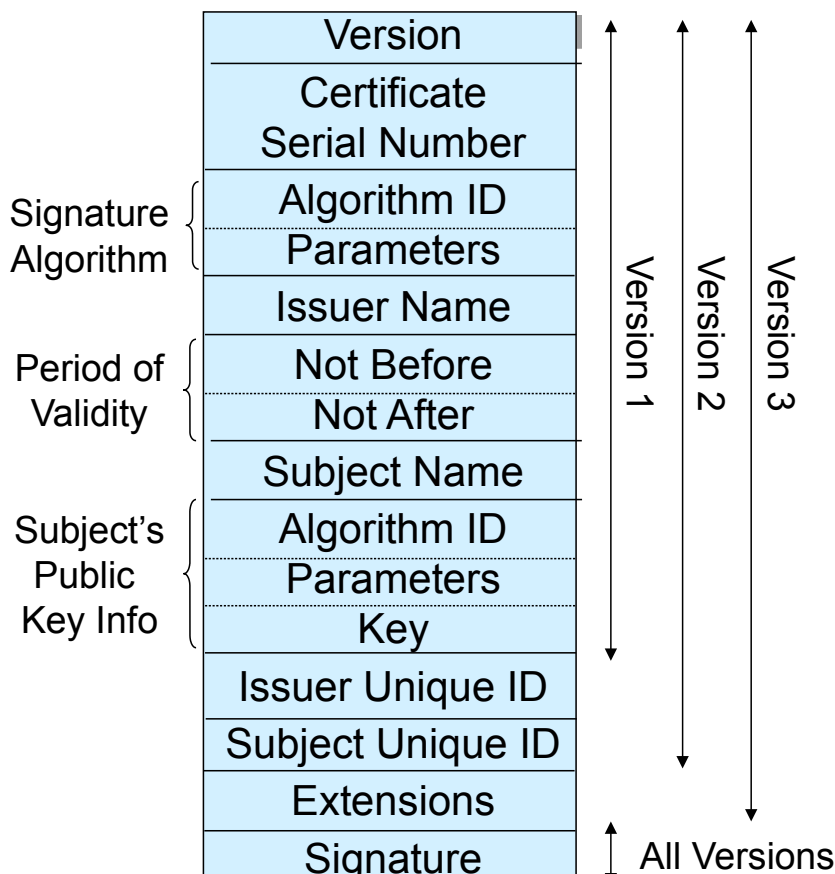 Version
Certificate
Serial Number
Signature
Algorithm
Algorithm ID
Parameters
Issuer Name
Period of
Validity
Not Before
Not After
Subject Name
Subject’s
Public
Key Info
Algorithm ID
Parameters
Key
Issuer Unique ID
Subject Unique ID
Extensions
Signature
Version 1
Version 2
Version 3
All Versions